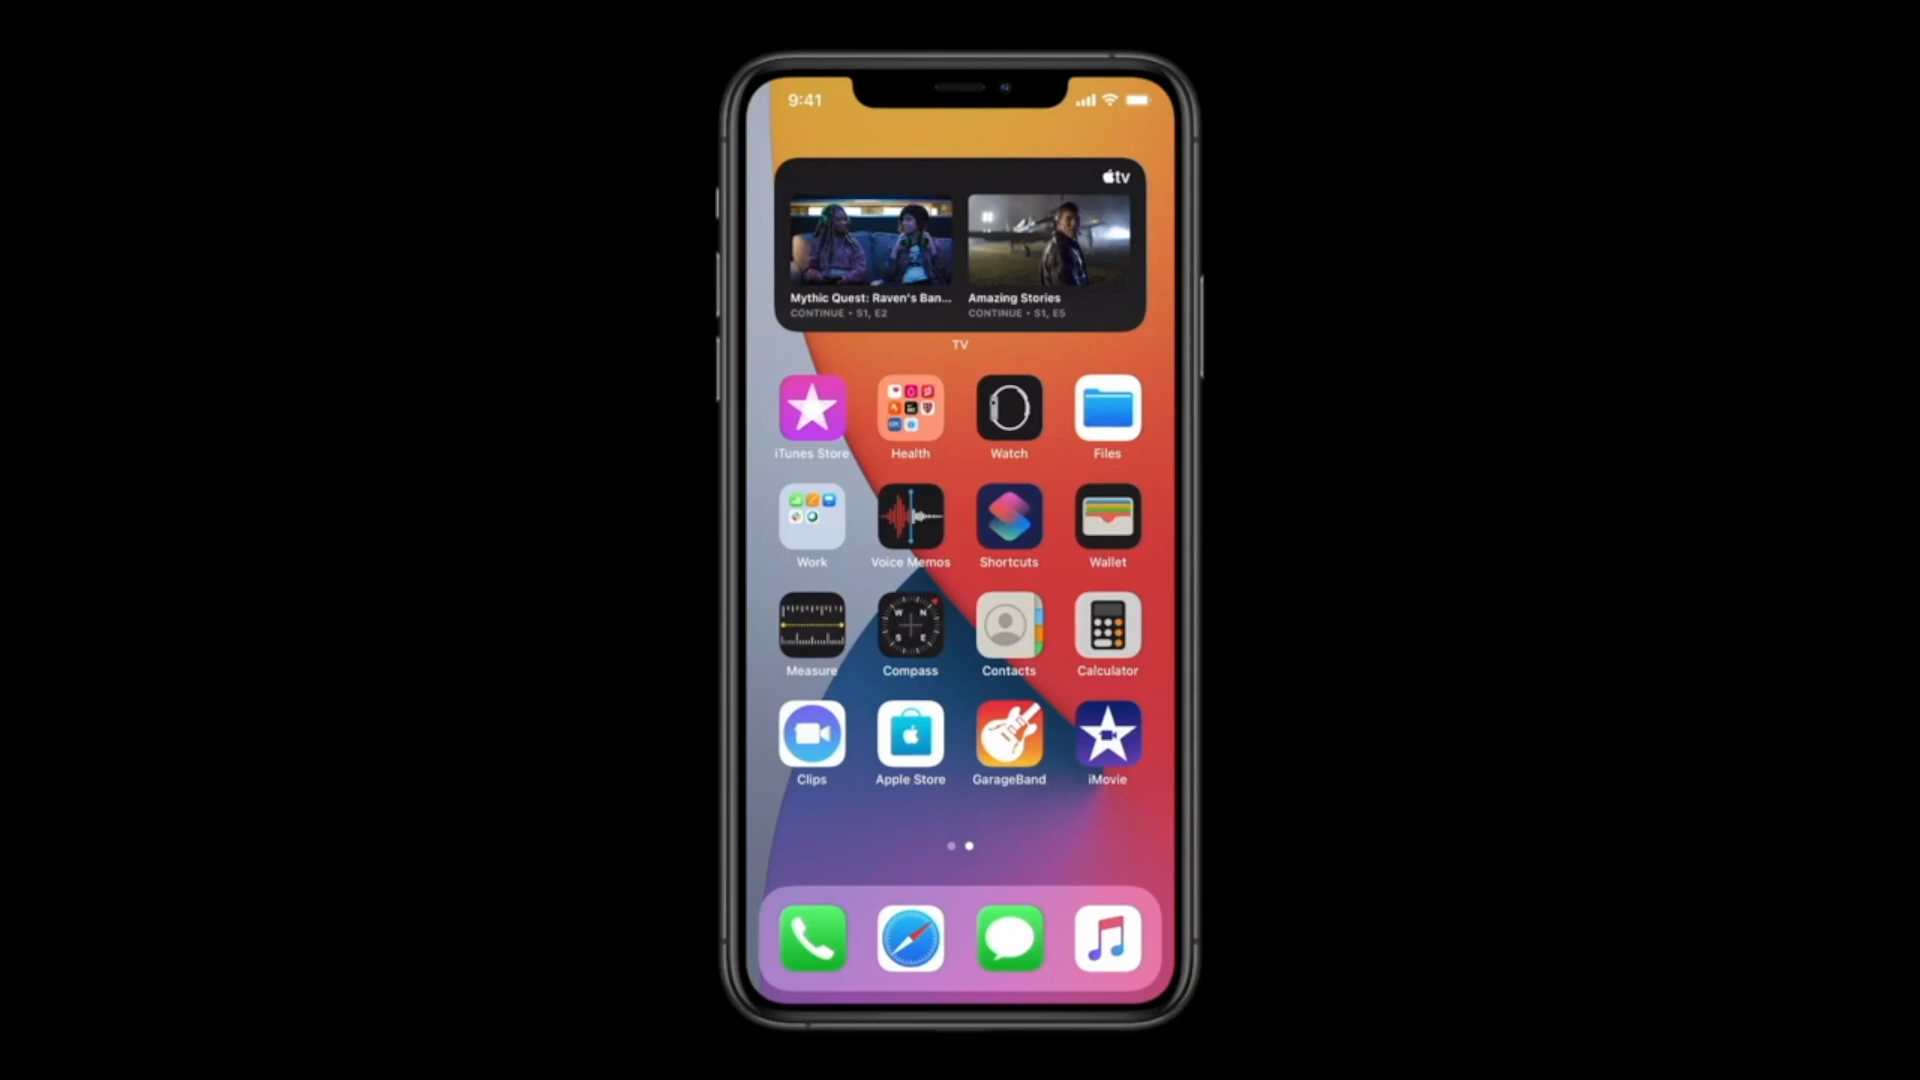 9:41
tv
Mythic Quest: Raven's Ban... Amazing Stories
CONTINUE • S1, E2 CONTINUE • S1, E5
TV
iTunes Store Health Watch Files
Work Voice Memos Shortcuts Wallet
W N
S E
Measure Compass Contacts Calculator
Clips Apple Store GarageBand iMovie